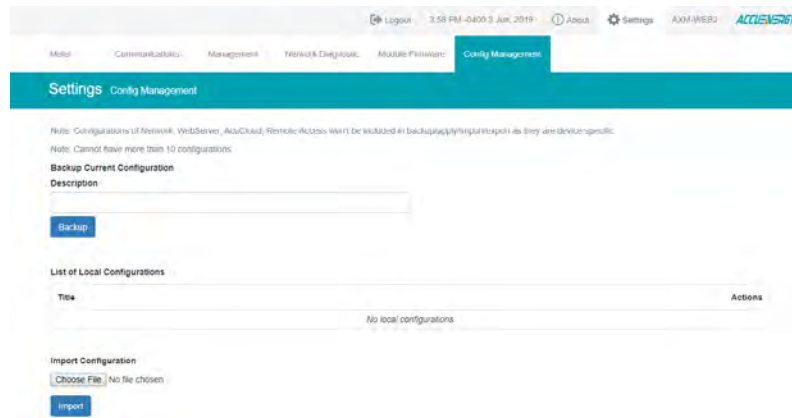 Logout 3:58 PM -0400 3 Jun, 2019 About Settings AXM-WEB2 ACCUENERGY
Meter Communications Management Network Diagnostic Module Firmware Config Management
Settings Config Management
Note: Configurations of Network, WebServer, AcuCloud, Remote Access won't be included in backup/apply/import/export as they are device specific
Note: Cannot have more than 10 configurations
Backup Current Configuration
Description
Backup
List of Local Configurations
Title Actions
No local configurations
Import Configuration
Choose File No file chosen
Import